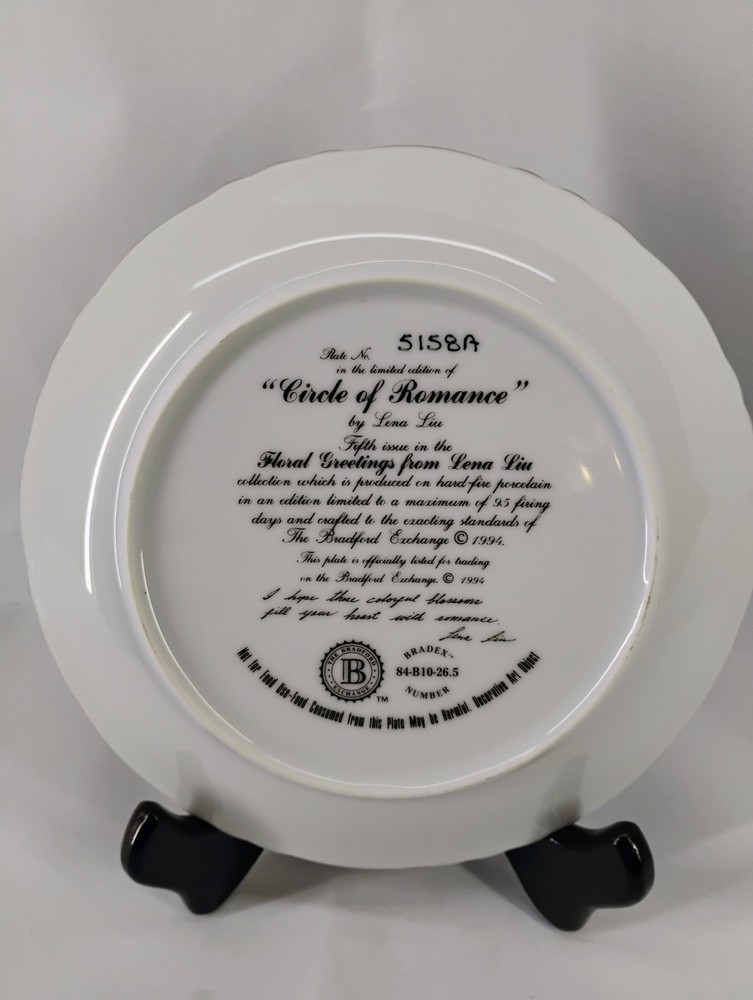 Plate No. 5158A
in the limited edition of
“Circle of Romance”
by Lena Liu
Fifth issue in the
Floral Greetings from Lena Liu
collection which is produced on hard-fire porcelain
in an edition limited to a maximum of 95 firing
days and crafted to the exacting standards of
The Bradford Exchange © 1994.
This plate is officially listed for trading
on the Bradford Exchange © 1994
I hope these colorful blossoms
fill your heart with romance.
Lena Liu
THE BRADFORD EXCHANGE
B
TM
BRADEX™
84-B10-26.5
NUMBER
Not for Food Use-Food Consumed from this Plate May be Harmful. Decorative Art Object